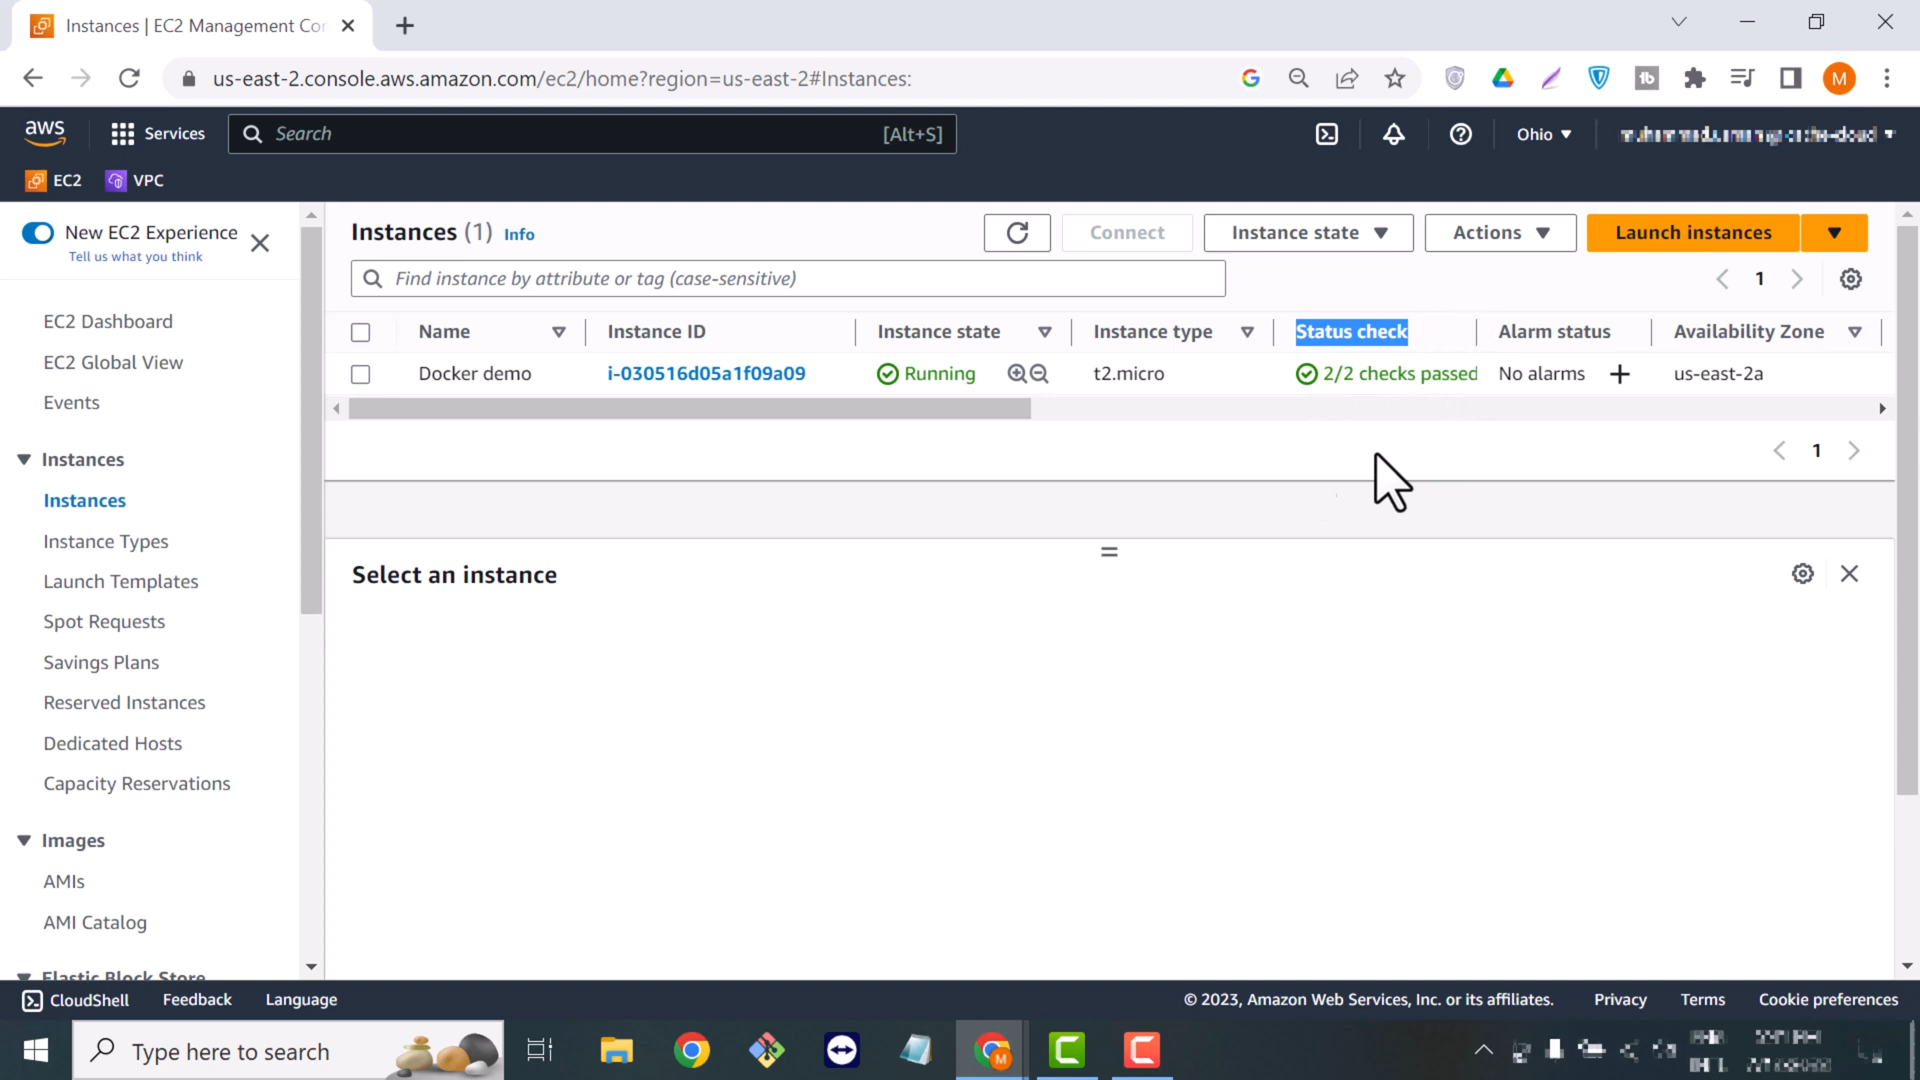 Instances | EC2 Management Con
us-east-2.console.aws.amazon.com/ec2/home?region=us-east-2#Instances:
M
aws
Services
Search
[Alt+S]
Ohio
EC2
VPC
New EC2 Experience
Tell us what you think
EC2 Dashboard
EC2 Global View
Events
Instances
Instances
Instance Types
Launch Templates
Spot Requests
Savings Plans
Reserved Instances
Dedicated Hosts
Capacity Reservations
Images
AMIs
AMI Catalog
Elastic Block Store
Instances (1) Info
Connect
Instance state
Actions
Launch instances
Find instance by attribute or tag (case-sensitive)
1
Name Instance ID Instance state Instance type Status check Alarm status Availability Zone
Docker demo i-030516d05a1f09a09 Running t2.micro 2/2 checks passed No alarms us-east-2a
1
Select an instance
CloudShell Feedback Language © 2023, Amazon Web Services, Inc. or its affiliates. Privacy Terms Cookie preferences
Type here to search